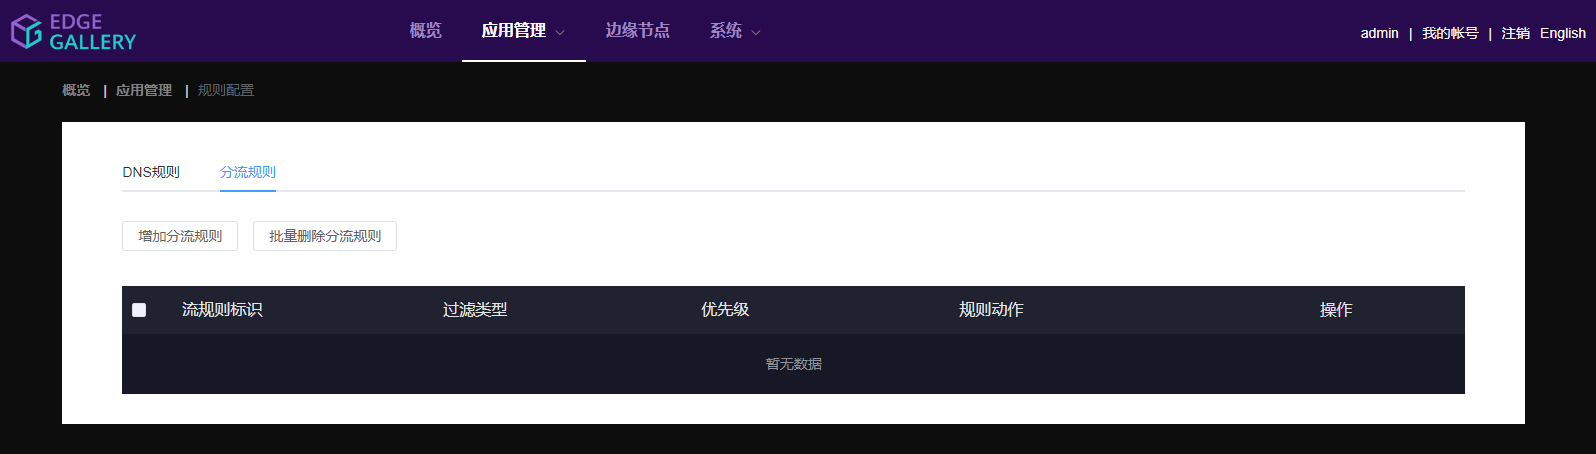 EDGE
GALLERY
概览 应用管理 边缘节点 系统
admin | 我的帐号 | 注销 English
概览 | 应用管理 | 规则配置
DNS规则 分流规则
增加分流规则 批量删除分流规则
流规则标识 过滤类型 优先级 规则动作 操作
暂无数据